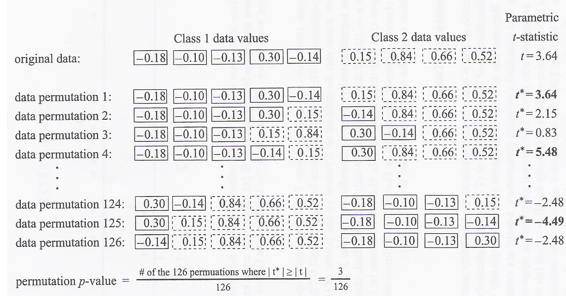 Parametric
Class 1 data values Class 2 data values t-statistic
original data: −0.18 −0.10 −0.13 0.30 −0.14 0.15 0.84 0.66 0.52 t = 3.64
data permutation 1: −0.18 −0.10 −0.13 0.30 −0.14 0.15 0.84 0.66 0.52 t* = 3.64
data permutation 2: −0.18 −0.10 −0.13 0.30 0.15 −0.14 0.84 0.66 0.52 t* = 2.15
data permutation 3: −0.18 −0.10 −0.13 0.15 0.84 0.30 −0.14 0.66 0.52 t* = 0.83
data permutation 4: −0.18 −0.10 −0.13 −0.14 0.15 0.30 0.84 0.66 0.52 t* = 5.48
data permutation 124: 0.30 −0.14 0.84 0.66 0.52 −0.18 −0.10 −0.13 0.15 t* = −2.48
data permutation 125: 0.30 0.15 0.84 0.66 0.52 −0.18 −0.10 −0.13 −0.14 t* = −4.49
data permutation 126: −0.14 0.15 0.84 0.66 0.52 −0.18 −0.10 −0.13 0.30 t* = −2.48
# of the 126 permuations where | t* | ≥ | t | 3
permutation p-value = =
126 126